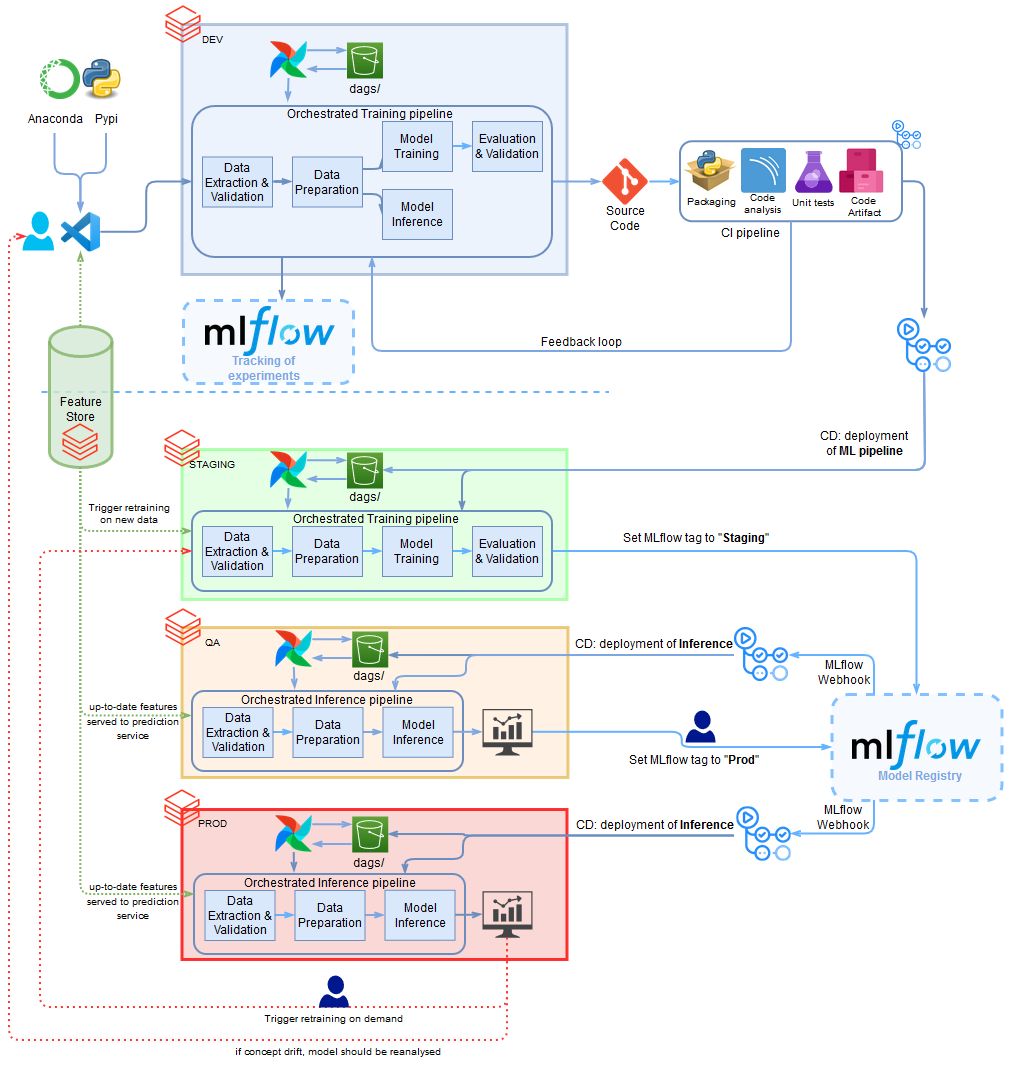 DEV
dags/
Anaconda
Pypi
Orchestrated Training pipeline
Data
Extraction &
Validation
Data
Preparation
Model
Training
Evaluation
& Validation
Model
Inference
Source
Code
Packaging
Code
analysis
Unit tests
Code
Artifact
CI pipeline
Feedback loop
mlflow
Tracking of
experiments
Feature
Store
CD: deployment
of ML pipeline
STAGING
dags/
Trigger retraining
on new data
Orchestrated Training pipeline
Data
Extraction &
Validation
Data
Preparation
Model
Training
Evaluation
& Validation
Set MLflow tag to "Staging"
QA
dags/
CD: deployment of Inference
MLflow
Webhook
up-to-date features
served to prediction
service
Orchestrated Inference pipeline
Data
Extraction &
Validation
Data
Preparation
Model
Inference
Set MLflow tag to "Prod"
mlflow
Model Registry
PROD
dags/
CD: deployment of Inference
MLflow
Webhook
up-to-date features
served to prediction
service
Orchestrated Inference pipeline
Data
Extraction &
Validation
Data
Preparation
Model
Inference
Trigger retraining on demand
if concept drift, model should be reanalysed